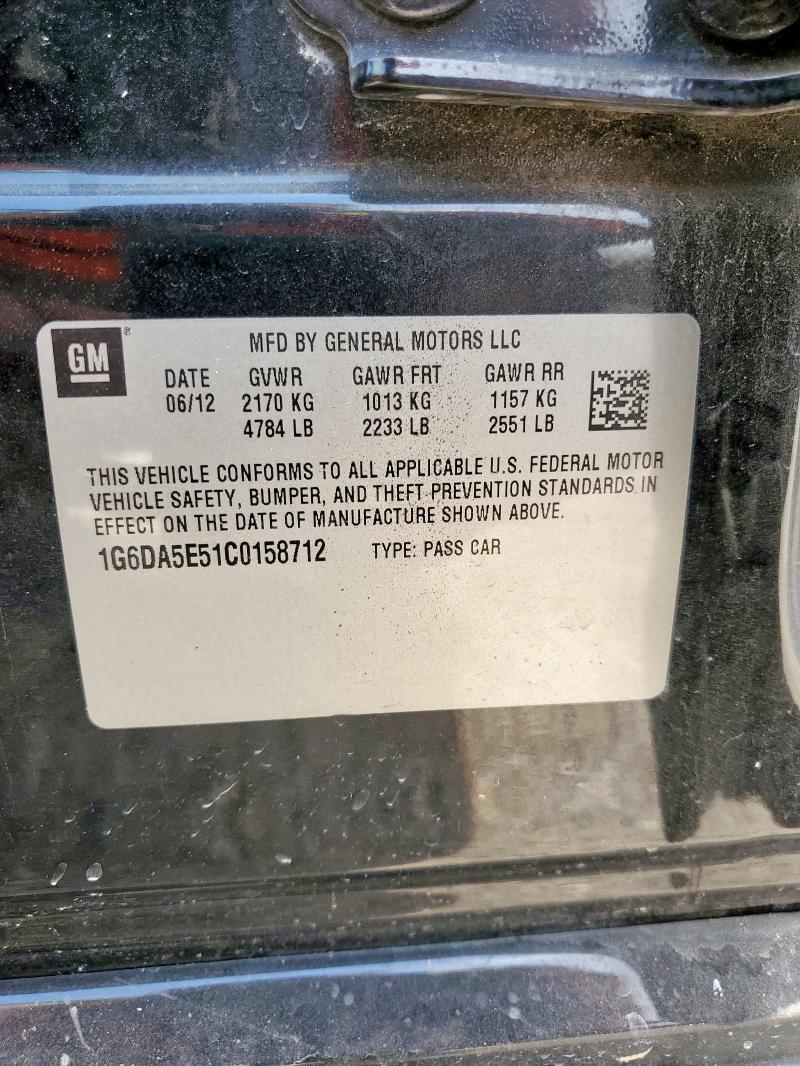 GM ®
MFD BY GENERAL MOTORS LLC
DATE GVWR GAWR FRT GAWR RR
06/12 2170 KG 1013 KG 1157 KG
4784 LB 2233 LB 2551 LB
THIS VEHICLE CONFORMS TO ALL APPLICABLE U.S. FEDERAL MOTOR
VEHICLE SAFETY, BUMPER, AND THEFT PREVENTION STANDARDS IN
EFFECT ON THE DATE OF MANUFACTURE SHOWN ABOVE.
1G6DA5E51C0158712 TYPE: PASS CAR